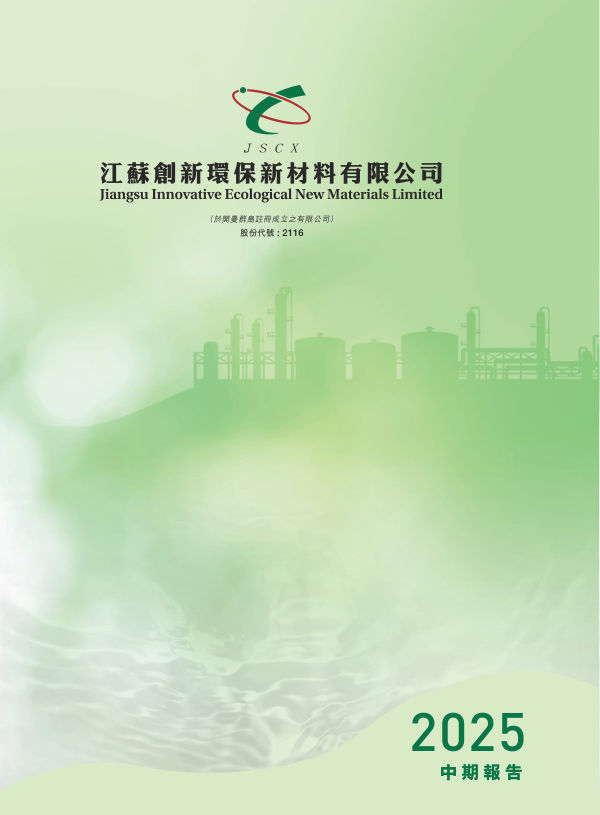 JSCX
江蘇創新環保新材料有限公司
Jiangsu Innovative Ecological New Materials Limited
（於開曼群島註冊成立之有限公司）
股份代號 : 2116
2025
中期報告